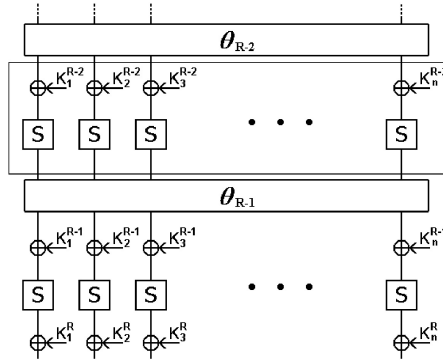 θR-2
K1R-2 K2R-2 K3R-2 KnR-2
S S S • • • S
θR-1
K1R-1 K2R-1 K3R-1 KnR-1
S S S • • • S
K1R K2R K3R KnR